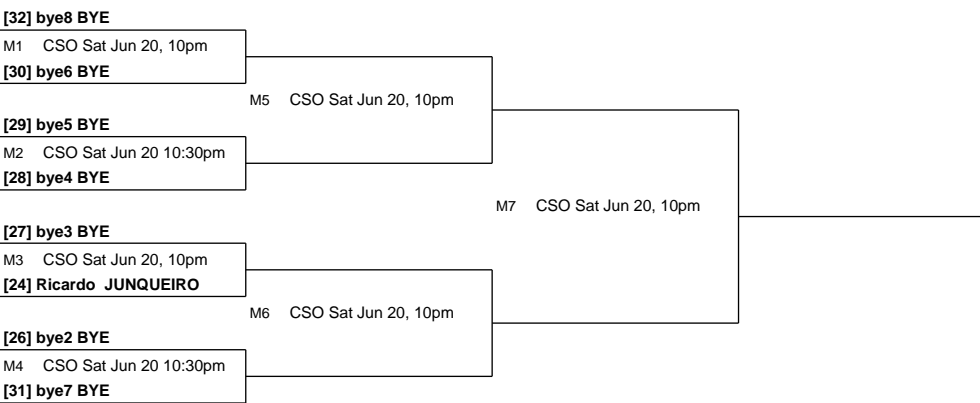 [32] bye8 BYE
M1 CSO Sat Jun 20, 10pm
[30] bye6 BYE
M5 CSO Sat Jun 20, 10pm
[29] bye5 BYE
M2 CSO Sat Jun 20 10:30pm
[28] bye4 BYE
M7 CSO Sat Jun 20, 10pm
[27] bye3 BYE
M3 CSO Sat Jun 20, 10pm
[24] Ricardo JUNQUEIRO
M6 CSO Sat Jun 20, 10pm
[26] bye2 BYE
M4 CSO Sat Jun 20 10:30pm
[31] bye7 BYE